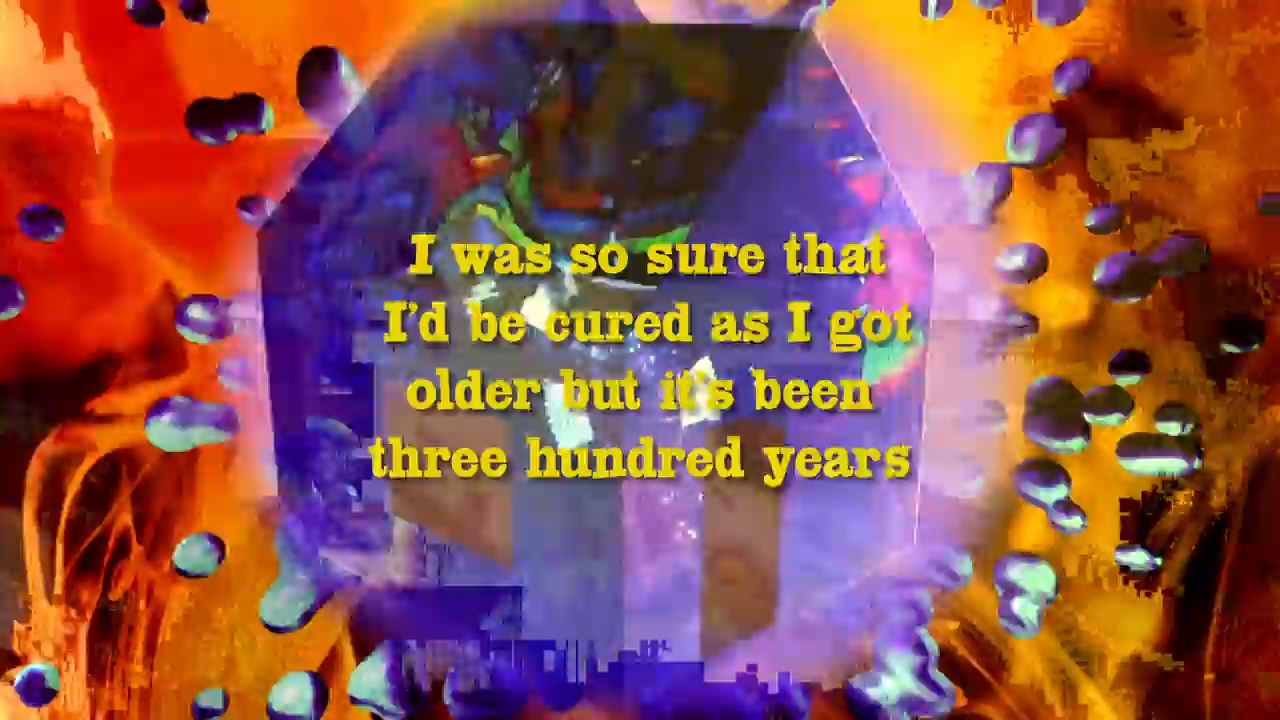 I was so sure that
I'd be cured as I got
older but it's been
three hundred years